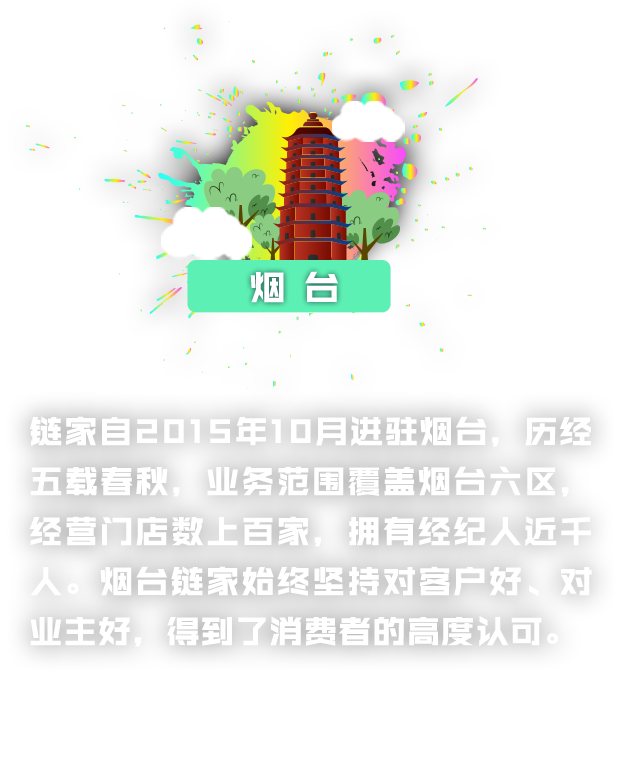 烟台
链家自2015年10月进驻烟台，历经
五载春秋，业务范围覆盖烟台六区，
经营门店数上百家，拥有经纪人近千
人。烟台链家始终坚持对客户好、对
业主好，得到了消费者的高度认可。